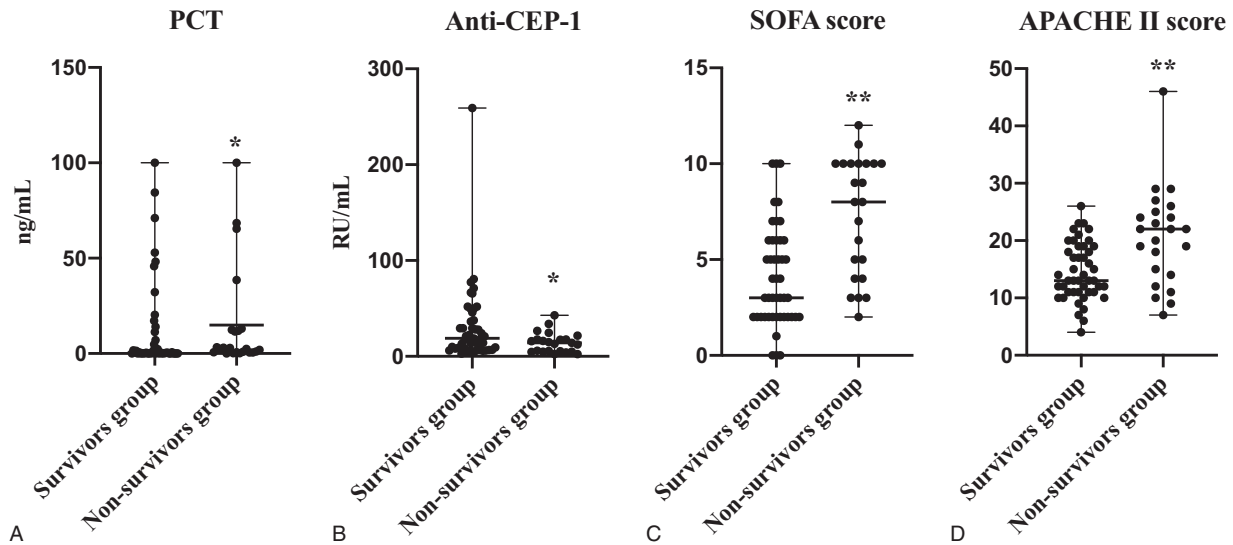 PCT
150
100
50
0
ng/mL
*
Survivors group
Non-survivors group
A
Anti-CEP-1
300
200
100
0
RU/mL
*
Survivors group
Non-survivors group
B
SOFA score
15
10
5
0
**
Survivors group
Non-survivors group
C
APACHE II score
50
40
30
20
10
0
**
Survivors group
Non-survivors group
D